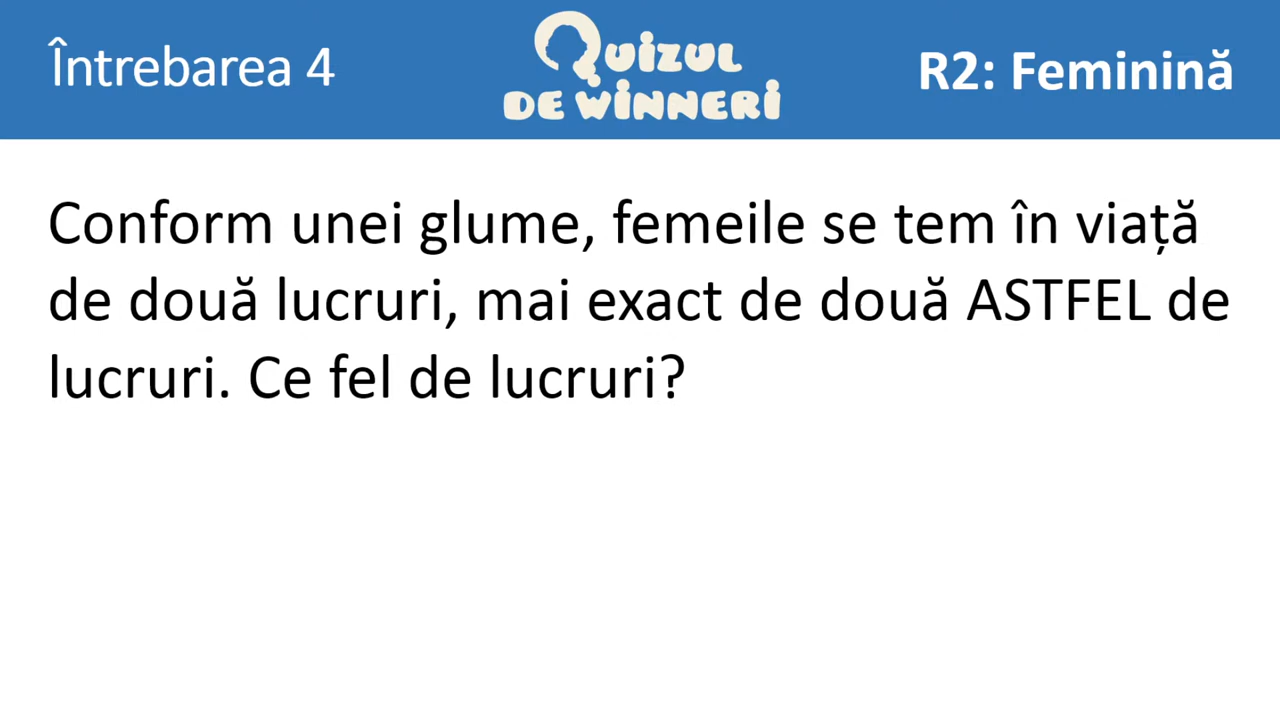 Întrebarea 4
QUIZUL
DE WINNERI
R2: Feminină
Conform unei glume, femeile se tem în viață
de două lucruri, mai exact de două ASTFEL de
lucruri. Ce fel de lucruri?